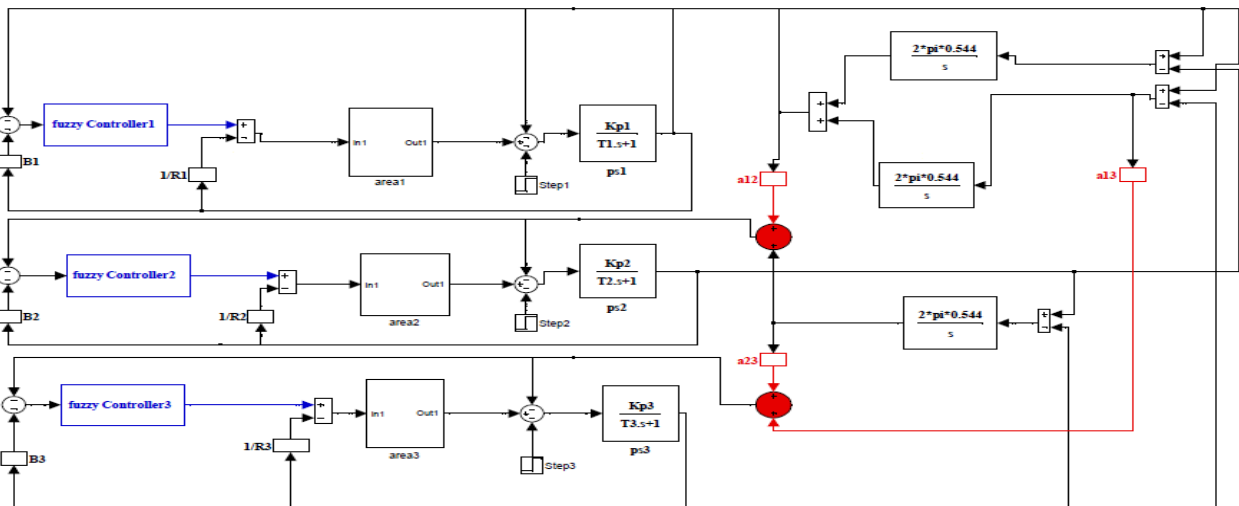 2*pi*0.544
s
fuzzy Controller1
+
−
In1
Out1
area1
Kp1
T1.s+1
ps1
Step1
B1
1/R1
+
+
+
−
+
−
2*pi*0.544
s
a12
a13
fuzzy Controller2
+
−
In1
Out1
area2
Kp2
T2.s+1
ps2
Step2
B2
1/R2
2*pi*0.544
s
+
−
a23
fuzzy Controller3
+
−
In1
Out1
area3
Kp3
T3.s+1
ps3
Step3
B3
1/R3